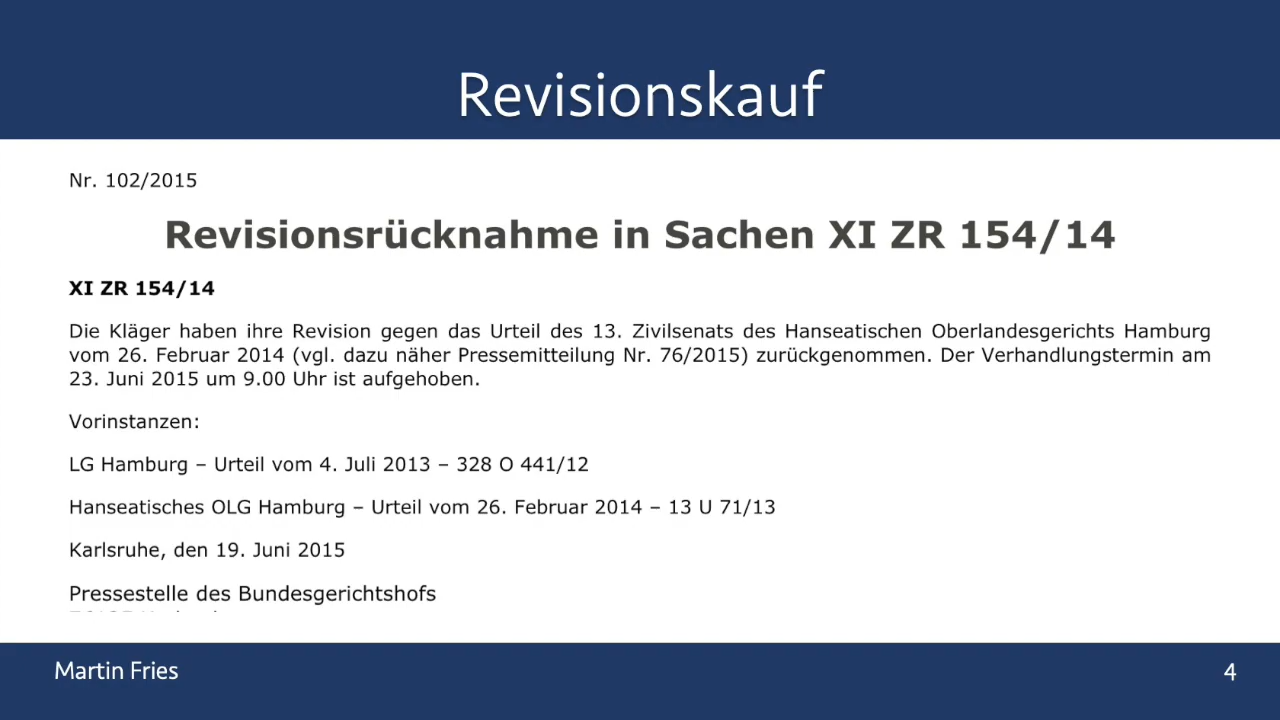 Revisionskauf
Nr. 102/2015
Revisionsrücknahme in Sachen XI ZR 154/14
XI ZR 154/14
Die Kläger haben ihre Revision gegen das Urteil des 13. Zivilsenats des Hanseatischen Oberlandesgerichts Hamburg
vom 26. Februar 2014 (vgl. dazu näher Pressemitteilung Nr. 76/2015) zurückgenommen. Der Verhandlungstermin am
23. Juni 2015 um 9.00 Uhr ist aufgehoben.
Vorinstanzen:
LG Hamburg – Urteil vom 4. Juli 2013 – 328 O 441/12
Hanseatisches OLG Hamburg – Urteil vom 26. Februar 2014 – 13 U 71/13
Karlsruhe, den 19. Juni 2015
Pressestelle des Bundesgerichtshofs
Martin Fries
4